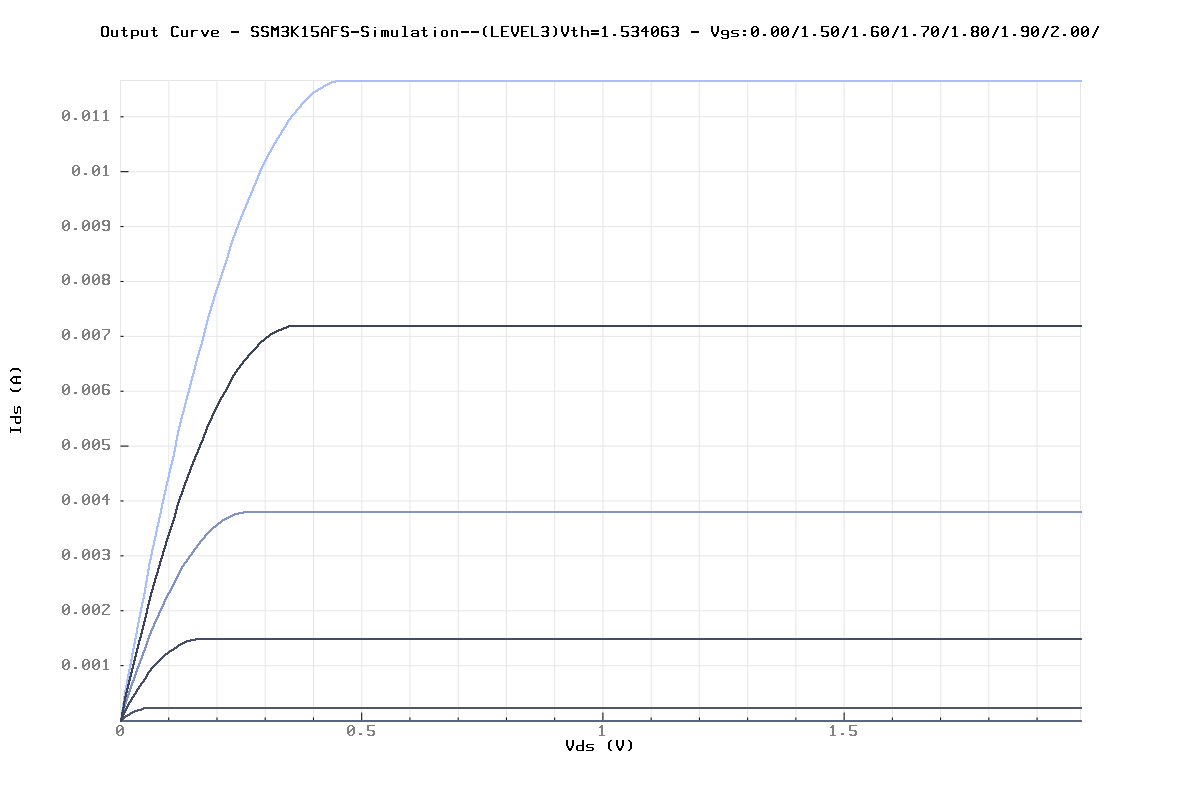 Output Curve - SSM3K15AFS-Simulation--(LEVEL3)Vth=1.534063 - Vgs:0.00/1.50/1.60/1.70/1.80/1.90/2.00/
0.011
0.01
0.009
0.008
0.007
0.006
0.005
0.004
0.003
0.002
0.001
Ids (A)
0 0.5 1 1.5
Vds (V)